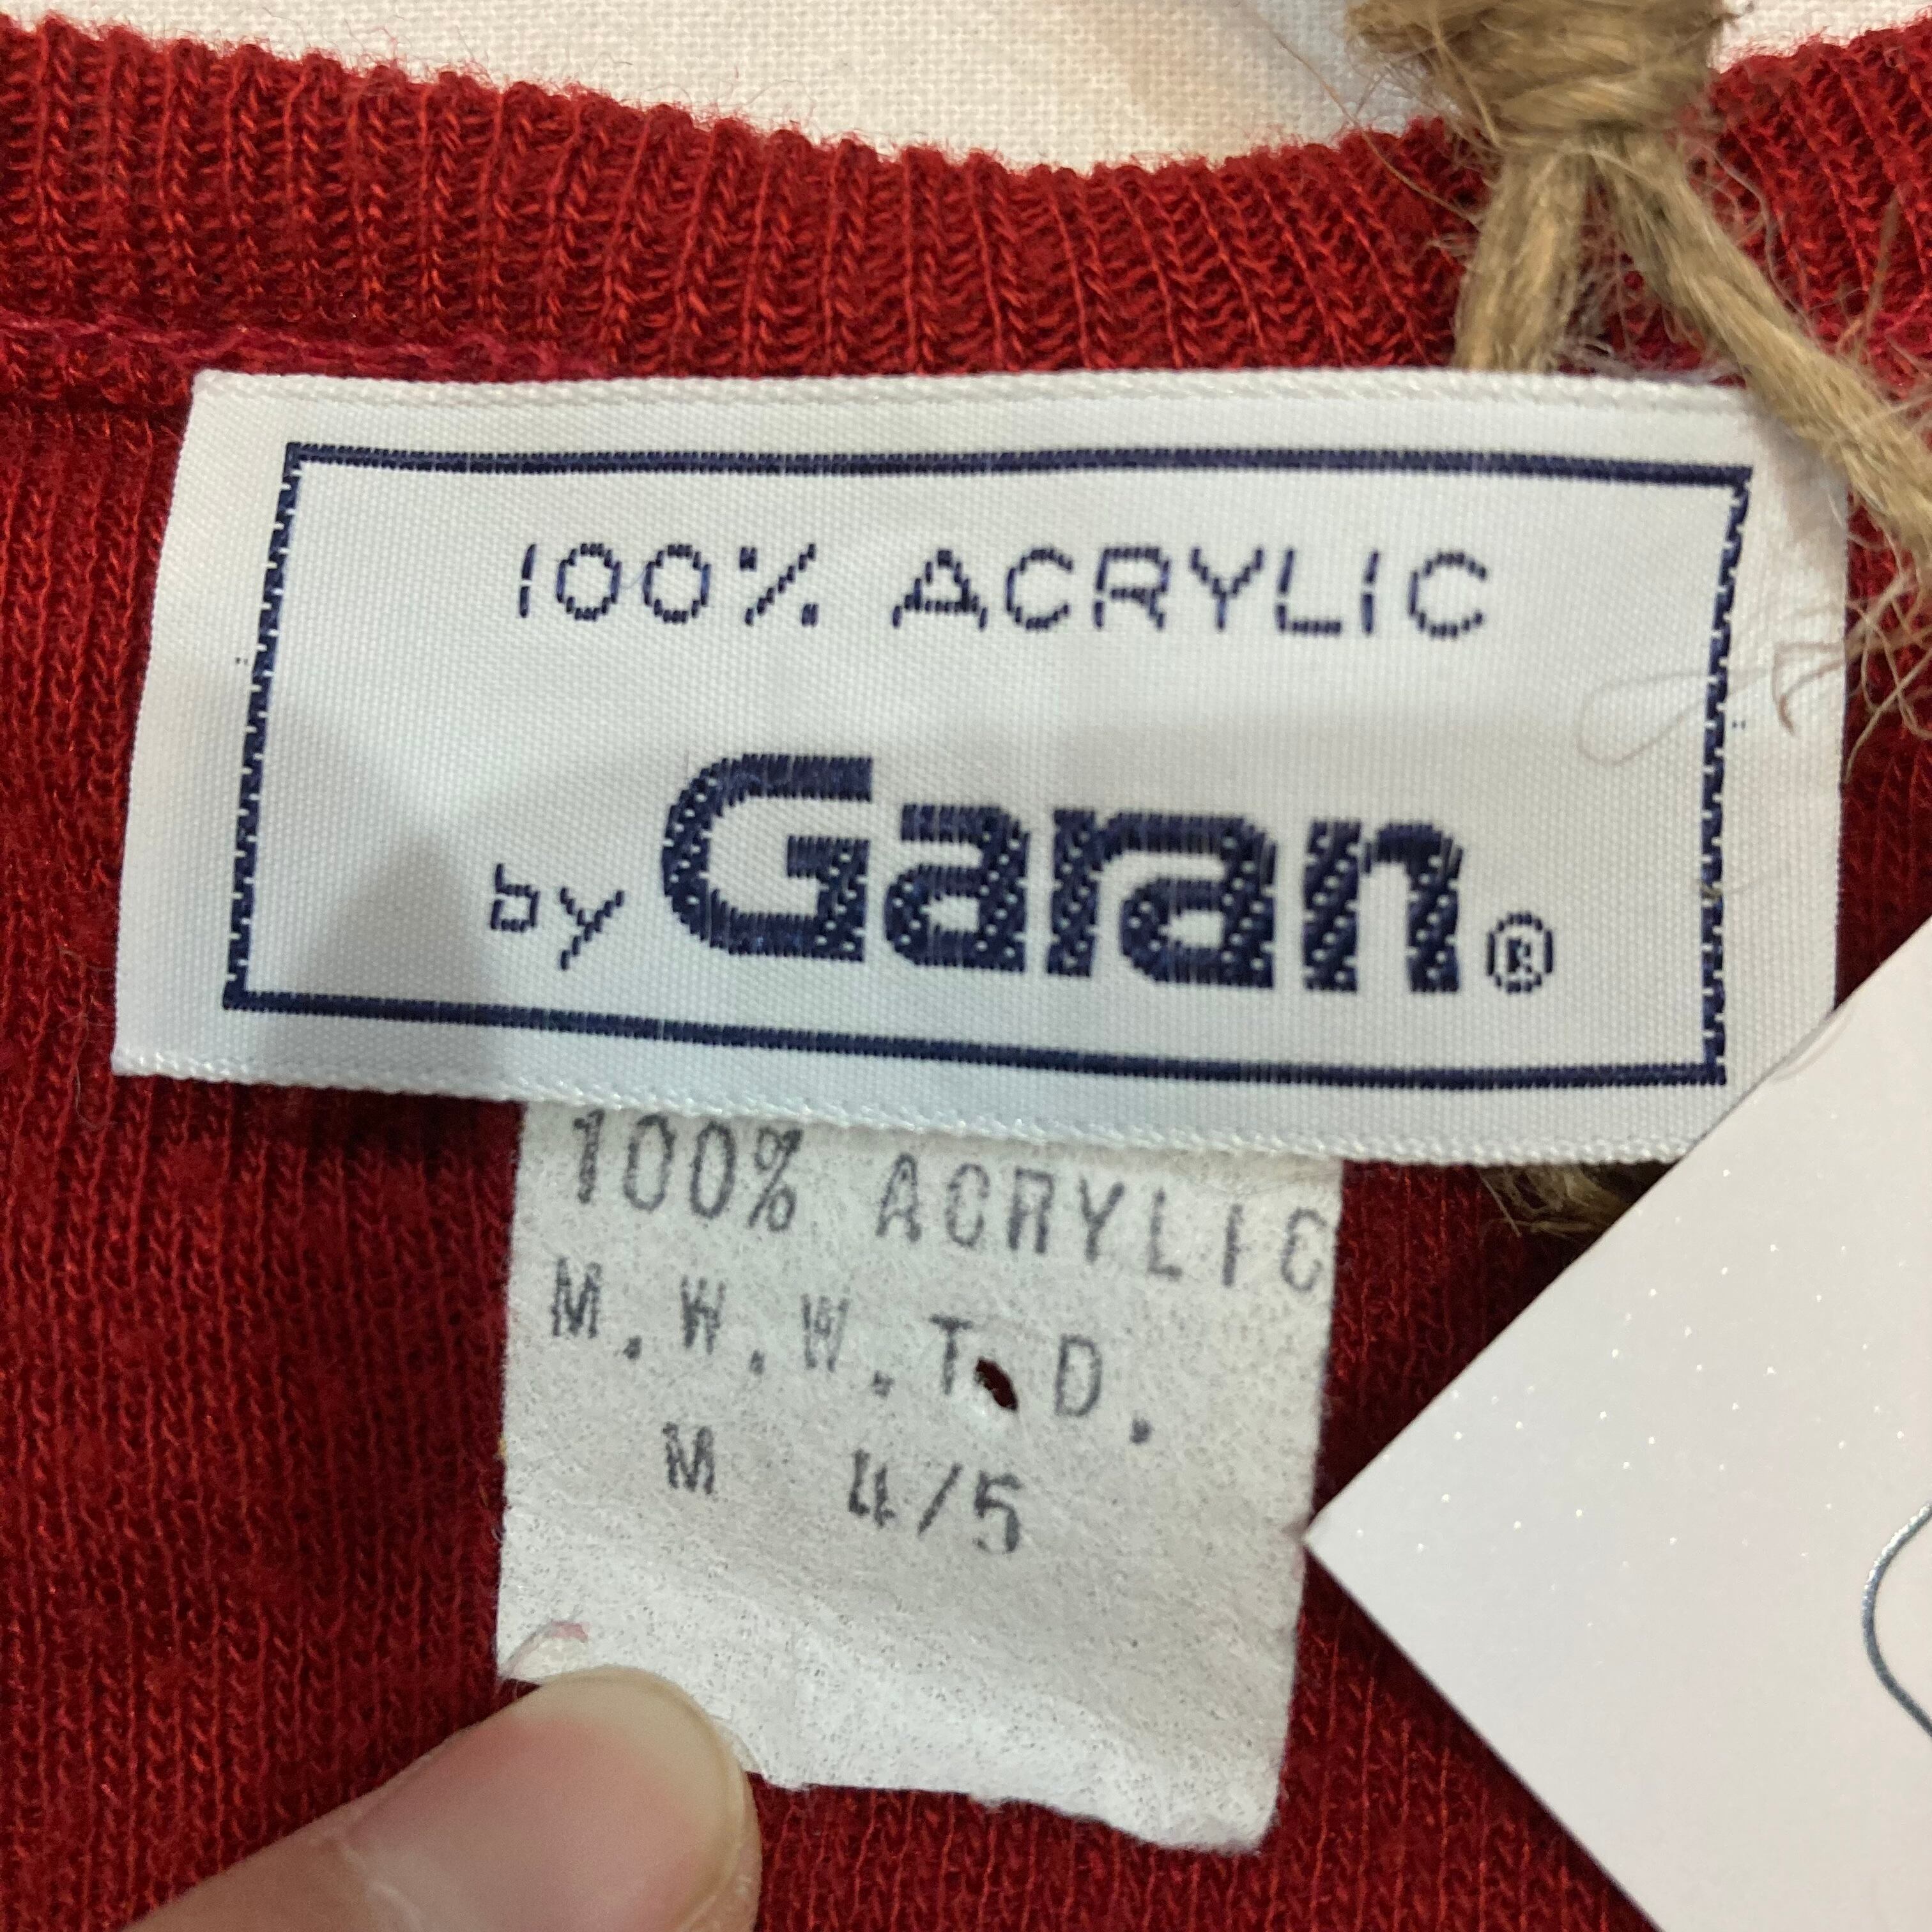 100% ACRYLIC
by Garan®
100% ACRYLIC
M.W.W.T.D.
M 4/5